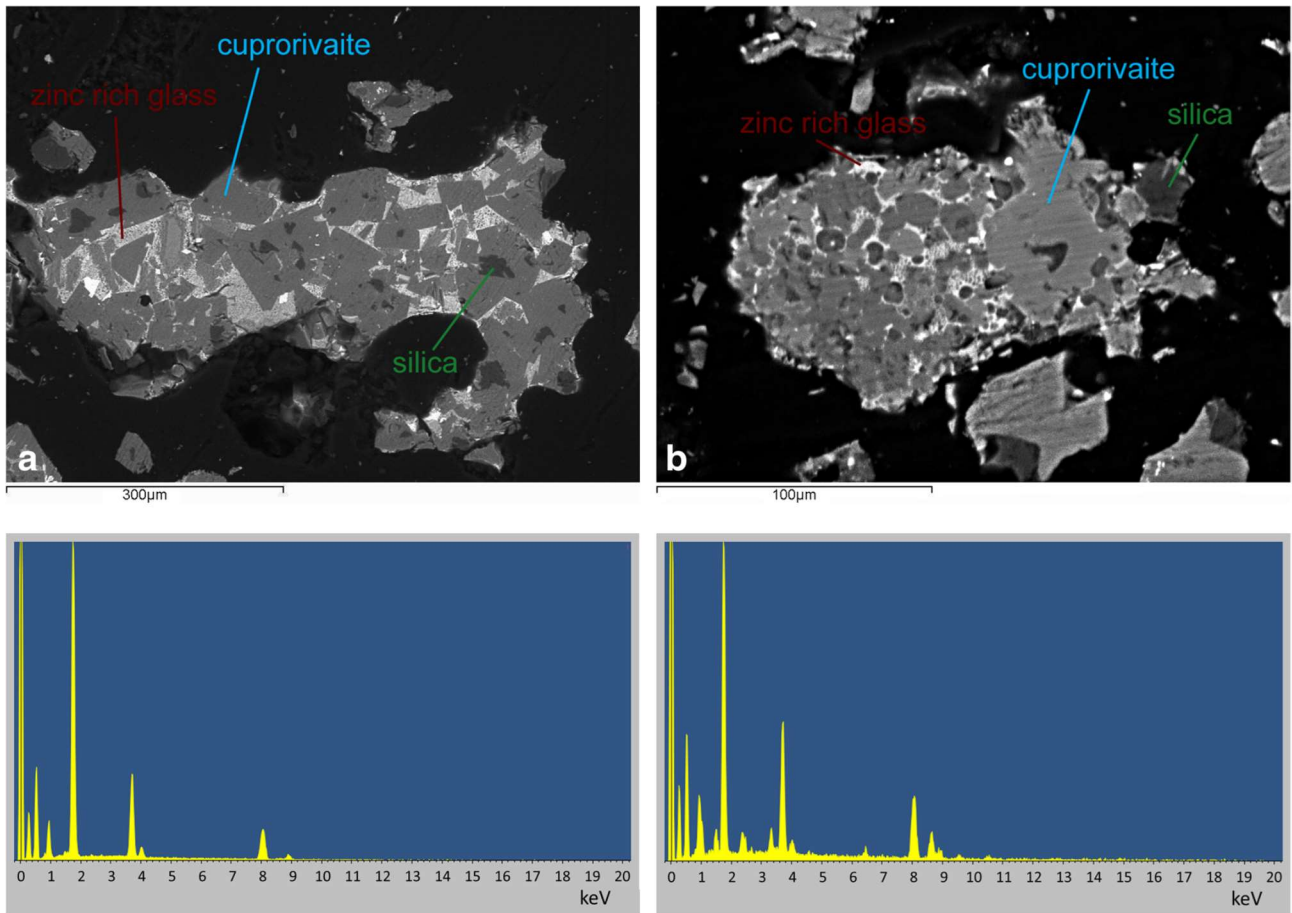 cuprorivaite
zinc rich glass
silica
a
300µm
cuprorivaite
zinc rich glass
silica
b
100µm
0 1 2 3 4 5 6 7 8 9 10 11 12 13 14 15 16 17 18 19 20
keV
0 1 2 3 4 5 6 7 8 9 10 11 12 13 14 15 16 17 18 19 20
keV